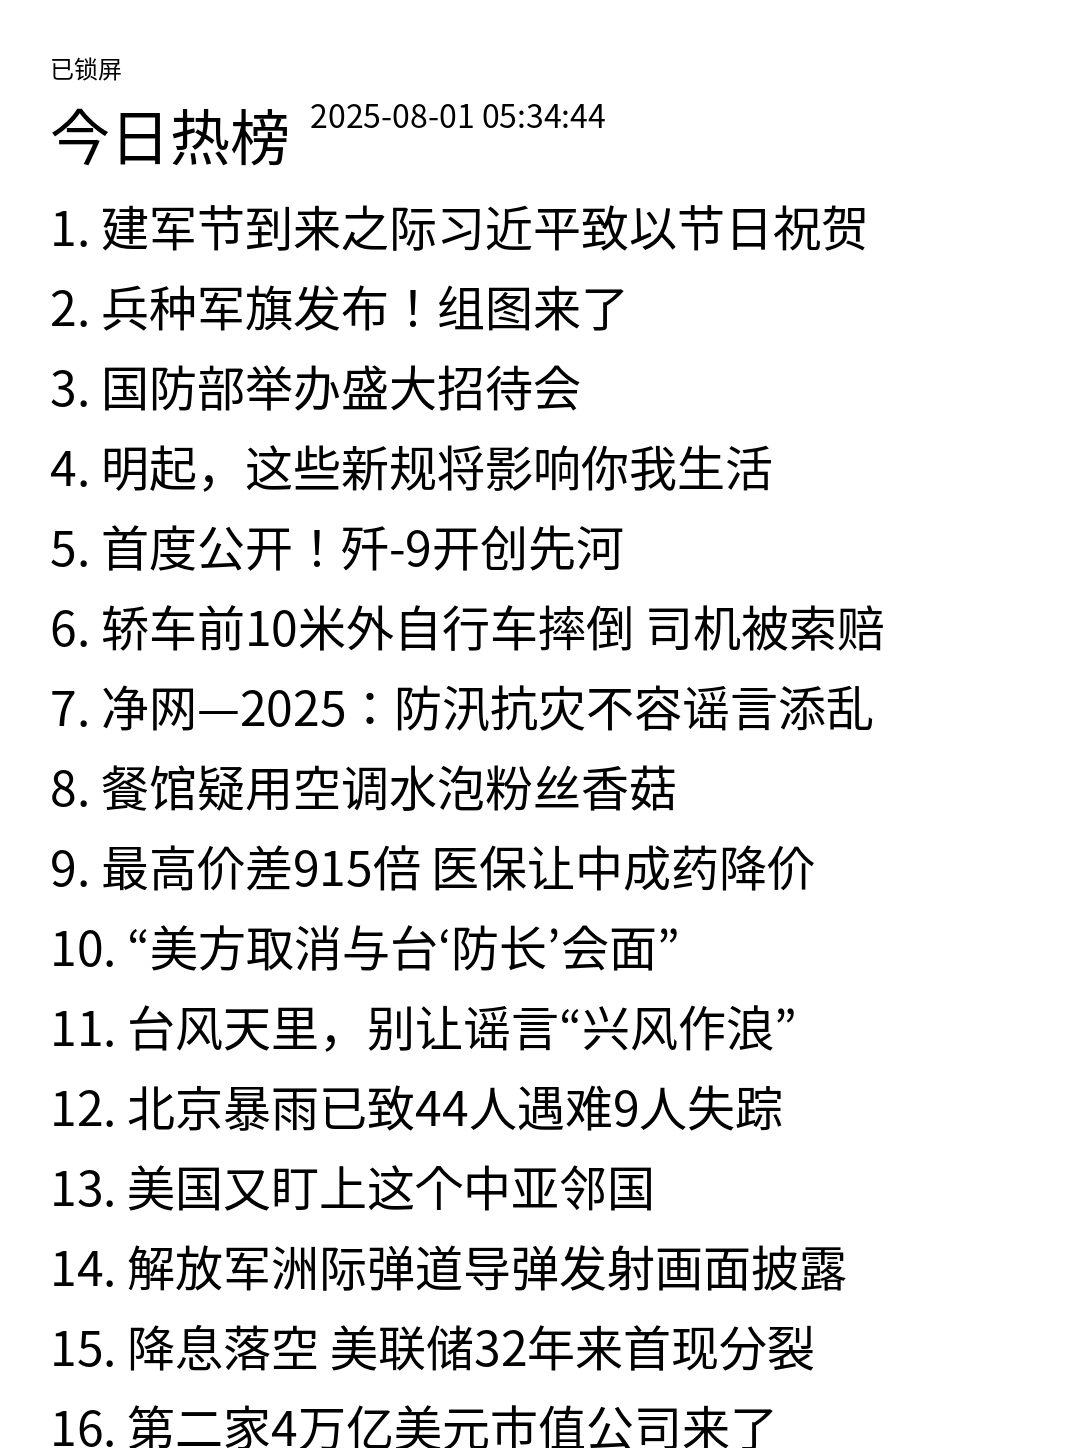 已锁屏
今日热榜 2025-08-01 05:34:44
1. 建军节到来之际习近平致以节日祝贺
2. 兵种军旗发布！组图来了
3. 国防部举办盛大招待会
4. 明起，这些新规将影响你我生活
5. 首度公开！歼-9开创先河
6. 轿车前10米外自行车摔倒 司机被索赔
7. 净网—2025：防汛抗灾不容谣言添乱
8. 餐馆疑用空调水泡粉丝香菇
9. 最高价差915倍 医保让中成药降价
10. “美方取消与台‘防长’会面”
11. 台风天里，别让谣言“兴风作浪”
12. 北京暴雨已致44人遇难9人失踪
13. 美国又盯上这个中亚邻国
14. 解放军洲际弹道导弹发射画面披露
15. 降息落空 美联储32年来首现分裂
16. 第二家4万亿美元市值公司来了